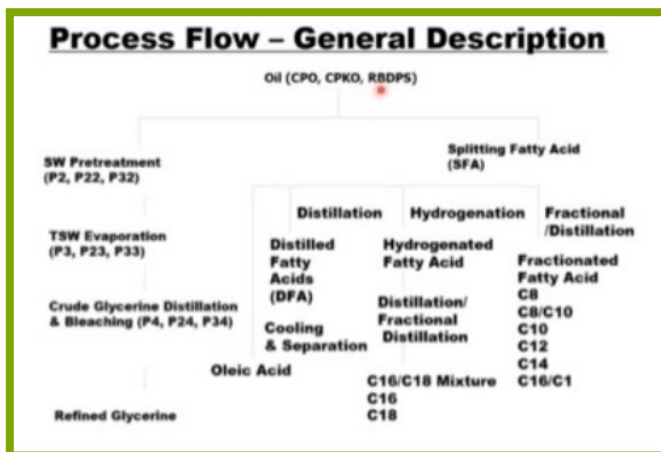 Process Flow – General Description
Oil (CPO, CPKO, RBDPS)
SW Pretreatment
(P2, P22, P32)
TSW Evaporation
(P3, P23, P33)
Crude Glycerine Distillation
& Bleaching (P4, P24, P34)
Refined Glycerine
Splitting Fatty Acid
(SFA)
Oleic Acid
Distillation
Distilled
Fatty
Acids
(DFA)
Cooling
& Separation
Hydrogenation
Hydrogenated
Fatty Acid
Distillation/
Fractional
Distillation
C16/C18 Mixture
C16
C18
Fractional
/Distillation
Fractionated
Fatty Acid
C8
C8/C10
C10
C12
C14
C16/C1